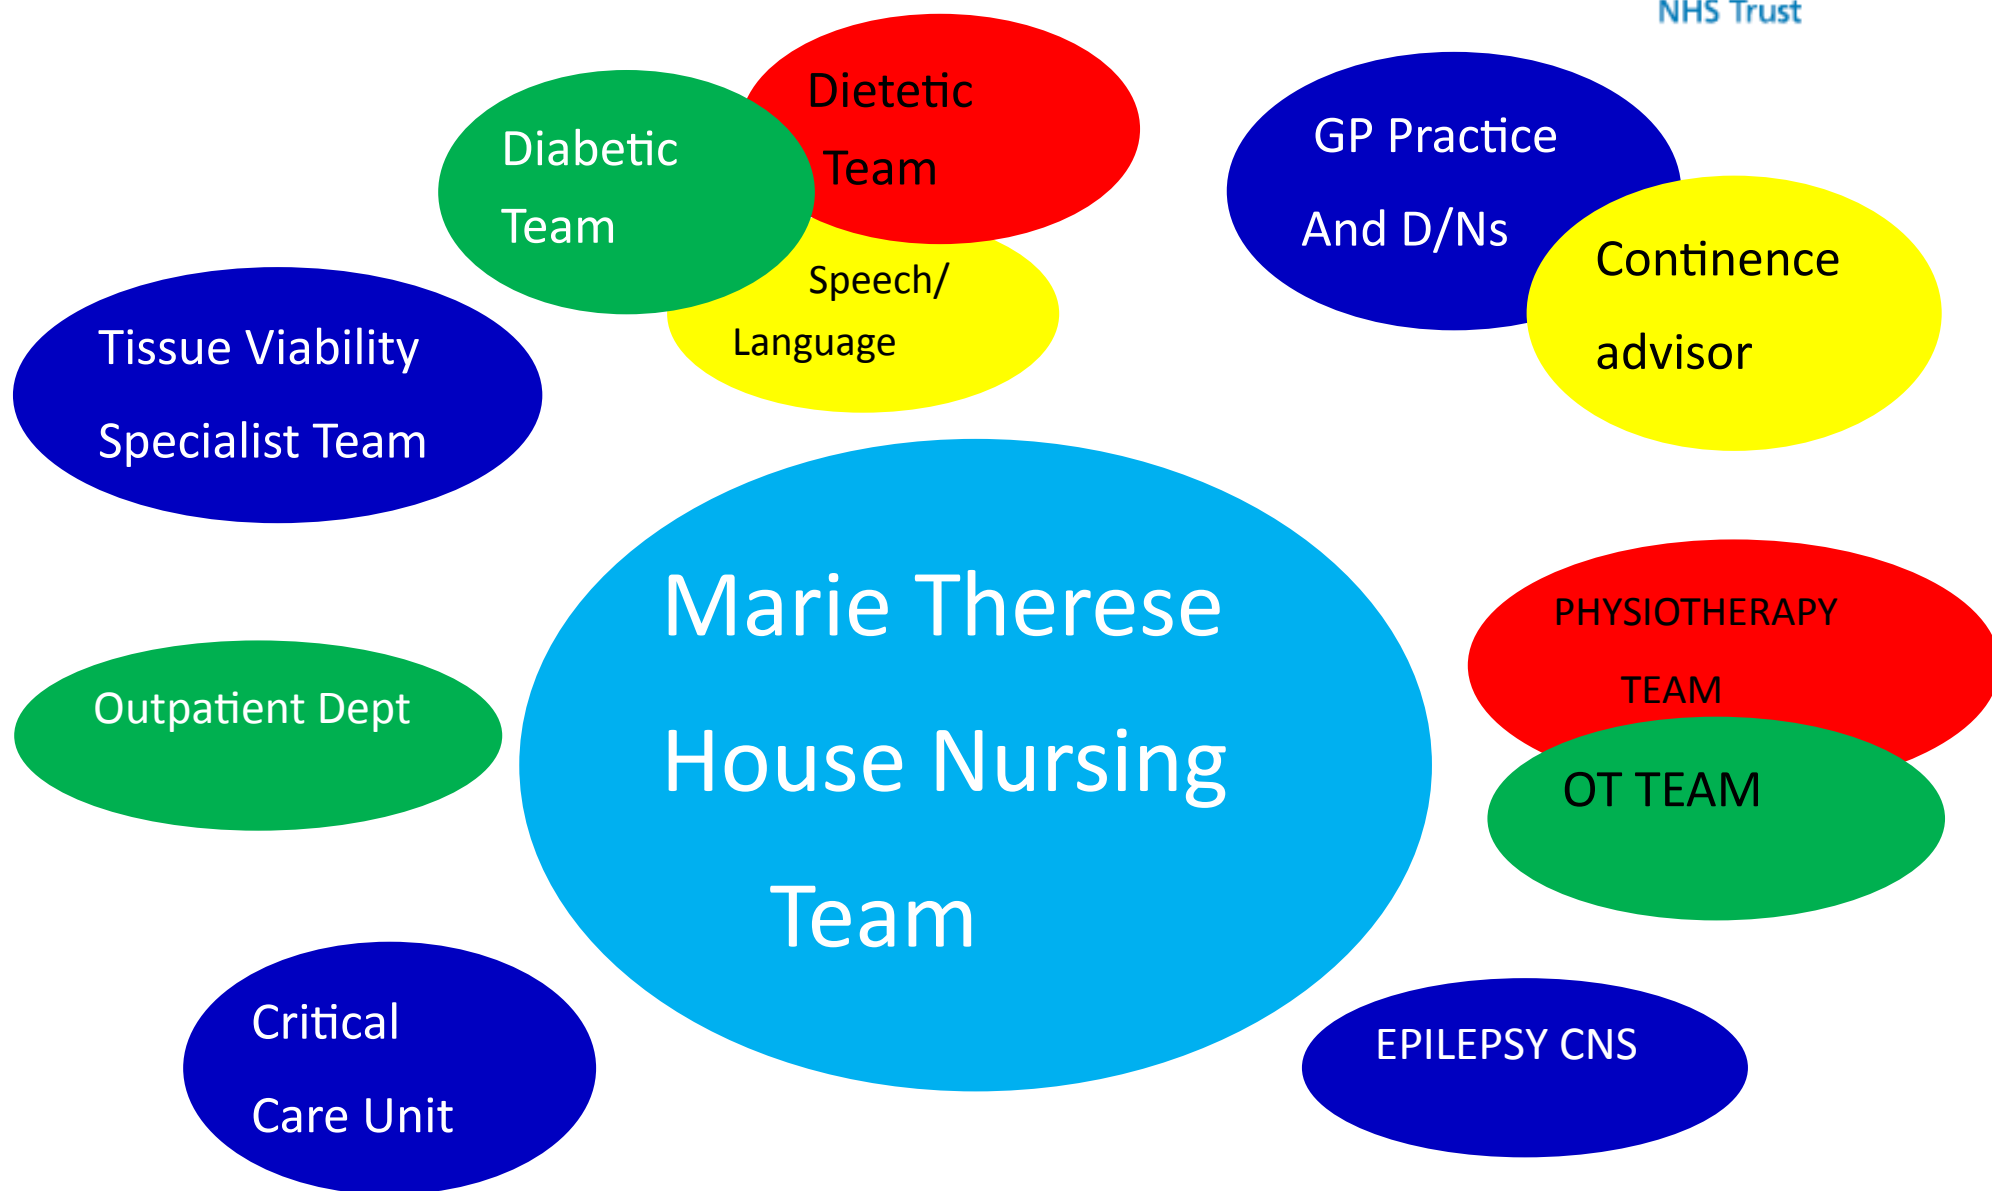 NHS Trust
Dietetic
Team
Diabetic
Team
Speech/
Language
GP Practice
And D/Ns
Continence
advisor
Tissue Viability
Specialist Team
Marie Therese
House Nursing
Team
PHYSIOTHERAPY
TEAM
OT TEAM
Outpatient Dept
Critical
Care Unit
EPILEPSY CNS